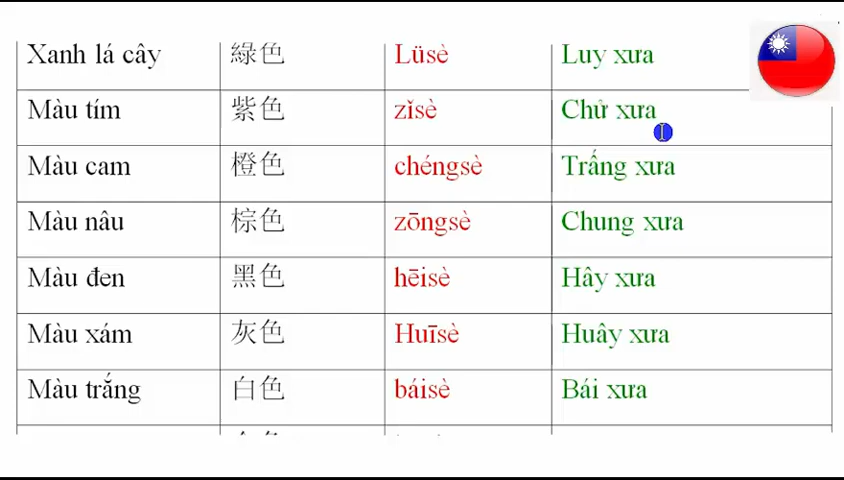 Xanh lá cây 綠色 Lüsè Luy xưa
Màu tím 紫色 zǐsè Chử xưa
Màu cam 橙色 chéngsè Trấng xưa
Màu nâu 棕色 zōngsè Chung xưa
Màu đen 黑色 hēisè Hây xưa
Màu xám 灰色 Huīsè Huây xưa
Màu trắng 白色 báisè Bái xưa